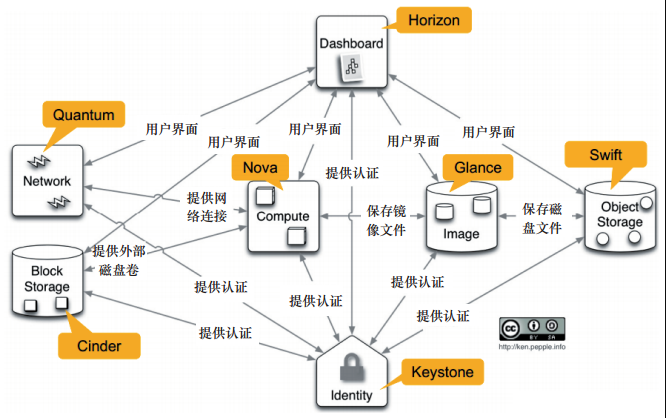 Horizon
Dashboard
Quantum
用户界面
用户界面
用户界面
用户界面
用户界面
Network
Nova
提供认证
Glance
Swift
提供网
络连接
Compute
保存镜
像文件
Image
保存磁
盘文件
Object
Storage
提供外部
磁盘卷
Block
Storage
提供认证
提供认证
提供认证
提供认证
提供认证
Cinder
cc
BY SA
http://ken.pepple.info
Keystone
Identity